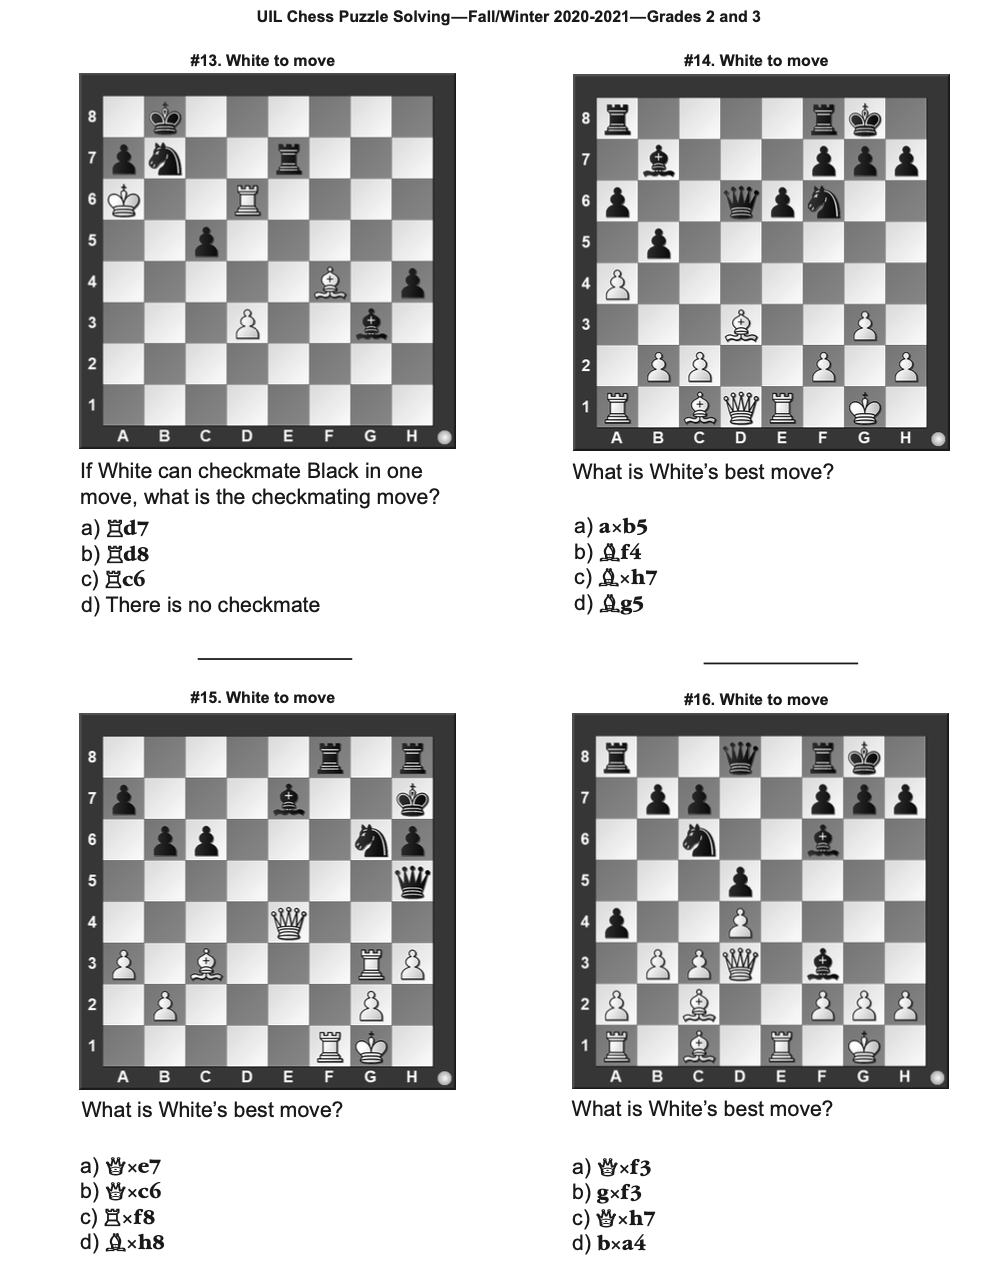 UIL Chess Puzzle Solving—Fall/Winter 2020-2021—Grades 2 and 3
#13. White to move
8
7
6
5
4
3
2
1
A B C D E F G H
If White can checkmate Black in one
move, what is the checkmating move?
a) ♖d7
b) ♖d8
c) ♖c6
d) There is no checkmate
#14. White to move
8
7
6
5
4
3
2
1
A B C D E F G H
What is White’s best move?
a) a×b5
b) ♗f4
c) ♗×h7
d) ♗g5
#15. White to move
8
7
6
5
4
3
2
1
A B C D E F G H
What is White’s best move?
a) ♕×e7
b) ♕×c6
c) ♖×f8
d) ♗×h8
#16. White to move
8
7
6
5
4
3
2
1
A B C D E F G H
What is White’s best move?
a) ♕×f3
b) g×f3
c) ♕×h7
d) b×a4